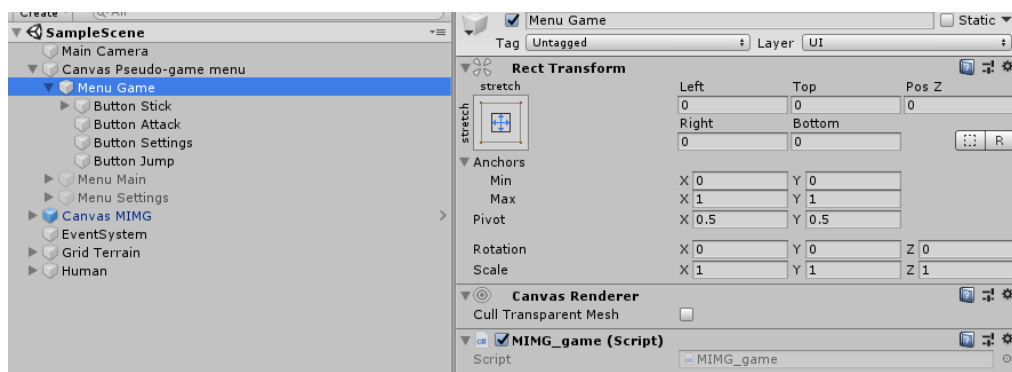 Create
Q▾All
SampleScene
Main Camera
Canvas Pseudo-game menu
Menu Game
Button Stick
Button Attack
Button Settings
Button Jump
Menu Main
Menu Settings
Canvas MIMG
EventSystem
Grid Terrain
Human
Menu Game Static
Tag Untagged Layer UI
Rect Transform
stretch Left Top Pos Z
stretch
0 0 0
Right Bottom
0 0
R
Anchors
Min X 0 Y 0
Max X 1 Y 1
Pivot X 0.5 Y 0.5
Rotation X 0 Y 0 Z 0
Scale X 1 Y 1 Z 1
Canvas Renderer
Cull Transparent Mesh
MIMG_game (Script)
Script MIMG_game